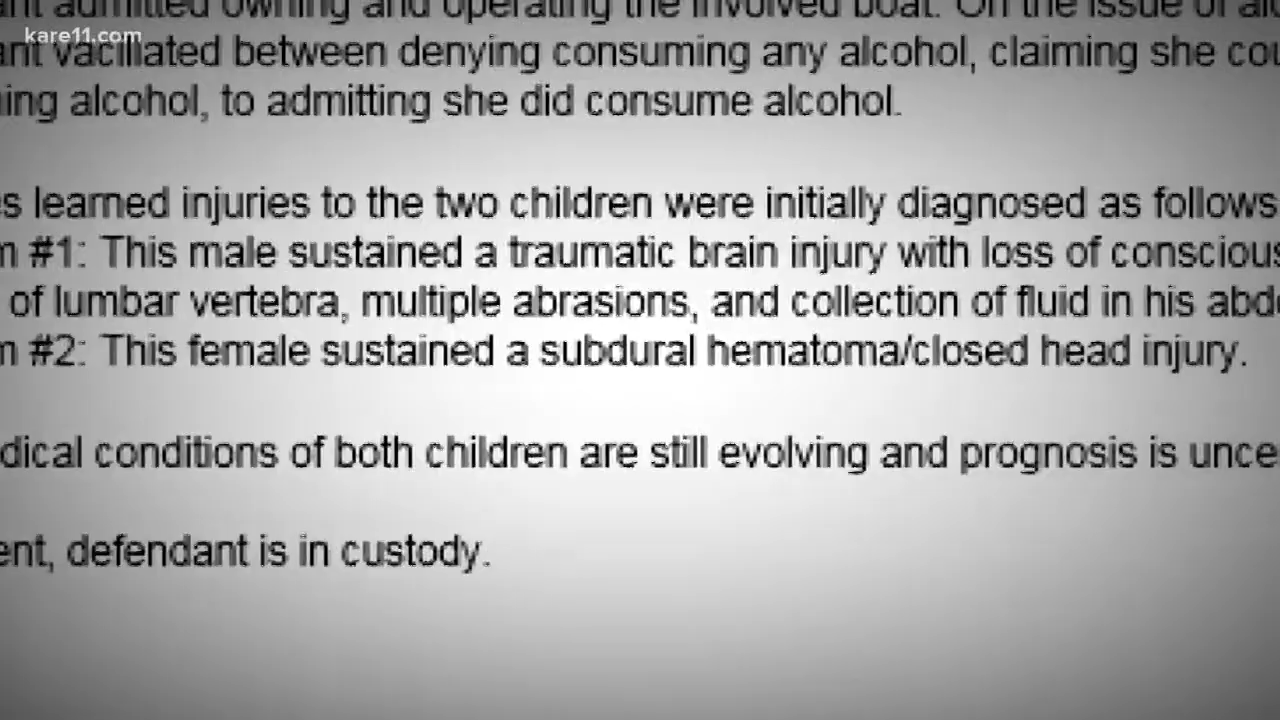 kare11.com
ant admitted owning and operating the involved boat. On the issue of alc
ant vacillated between denying consuming any alcohol, claiming she cou
ning alcohol, to admitting she did consume alcohol.
es learned injuries to the two children were initially diagnosed as follows
m #1: This male sustained a traumatic brain injury with loss of conscious
of lumbar vertebra, multiple abrasions, and collection of fluid in his abdo
m #2: This female sustained a subdural hematoma/closed head injury.
dical conditions of both children are still evolving and prognosis is unce
ent, defendant is in custody.